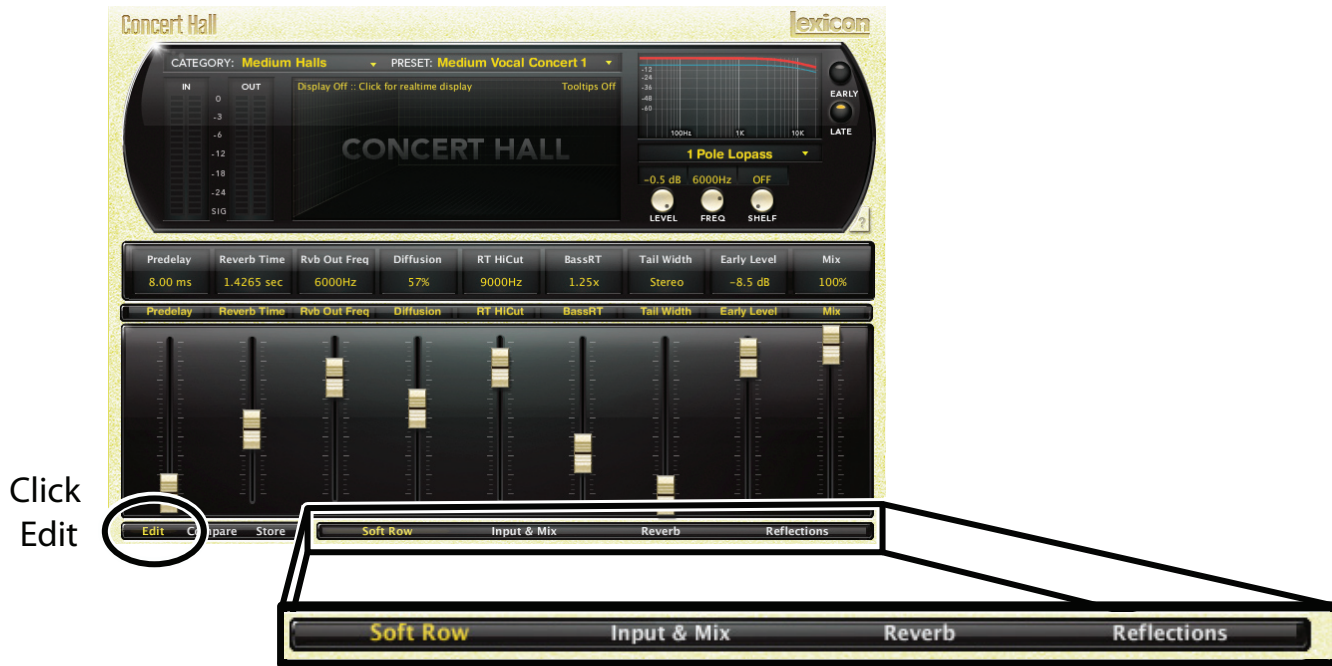 Concert Hall
lexicon
CATEGORY: Medium Halls PRESET: Medium Vocal Concert 1
IN OUT
0
-3
-6
-12
-18
-24
SIG
Display Off :: Click for realtime display Tooltips Off
CONCERT HALL
-12
-24
-36
-48
-60
100Hz 1K 10K
EARLY
LATE
1 Pole Lopass
-0.5 dB 6000Hz OFF
LEVEL FREQ SHELF
?
Predelay Reverb Time Rvb Out Freq Diffusion RT HiCut BassRT Tail Width Early Level Mix
8.00 ms 1.4265 sec 6000Hz 57% 9000Hz 1.25x Stereo -8.5 dB 100%
Predelay Reverb Time Rvb Out Freq Diffusion RT HiCut BassRT Tail Width Early Level Mix
Click
Edit
Edit Compare Store Soft Row Input & Mix Reverb Reflections
Soft Row Input & Mix Reverb Reflections